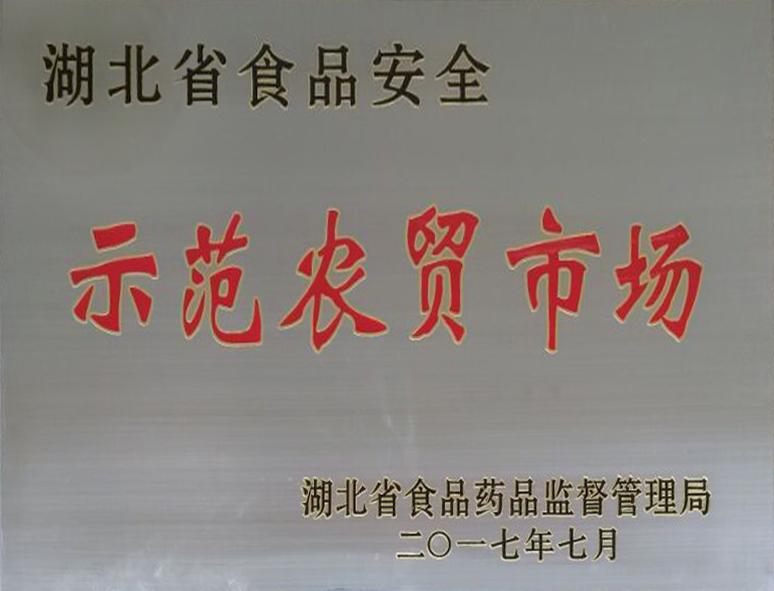 湖北省食品安全
示范农贸市场
湖北省食品药品监督管理局
二〇一七年七月